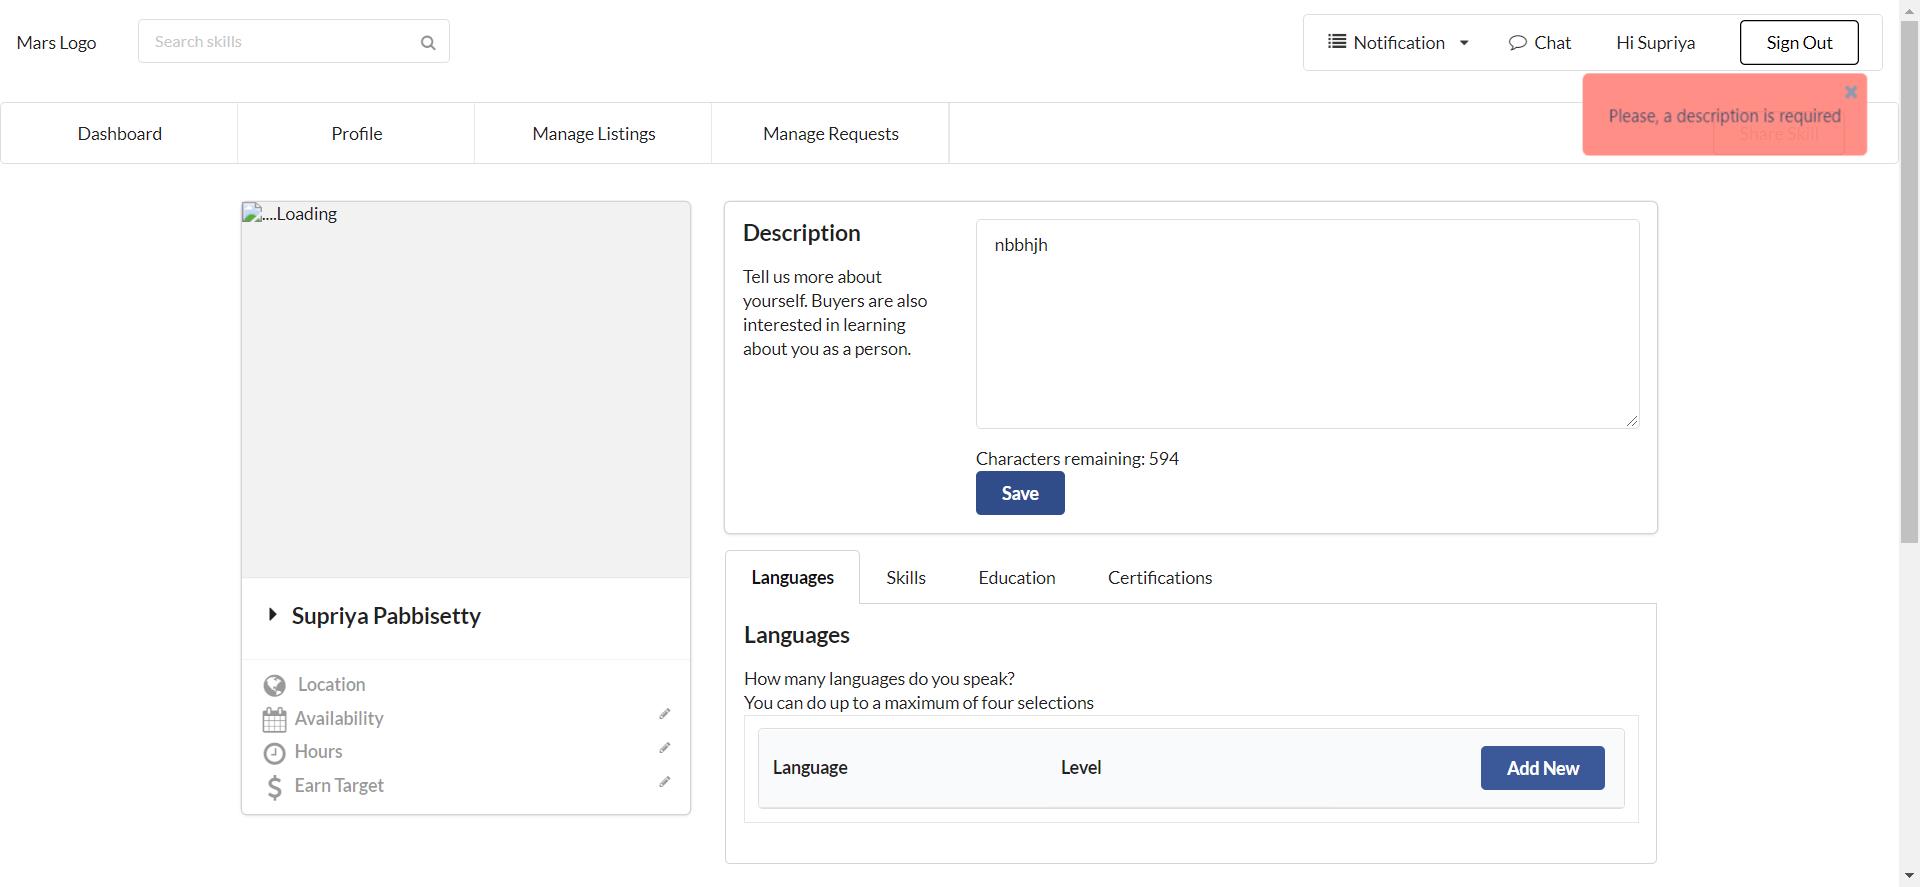 Mars Logo
Search skills
Notification
Chat
Hi Supriya
Sign Out
Please, a description is required
Dashboard
Profile
Manage Listings
Manage Requests
Share Skill
....Loading
Description
Tell us more about
yourself. Buyers are also
interested in learning
about you as a person.
nbbhjh
Characters remaining: 594
Save
Supriya Pabbisetty
Location
Availability
Hours
Earn Target
Languages
Skills
Education
Certifications
Languages
How many languages do you speak?
You can do up to a maximum of four selections
Language
Level
Add New